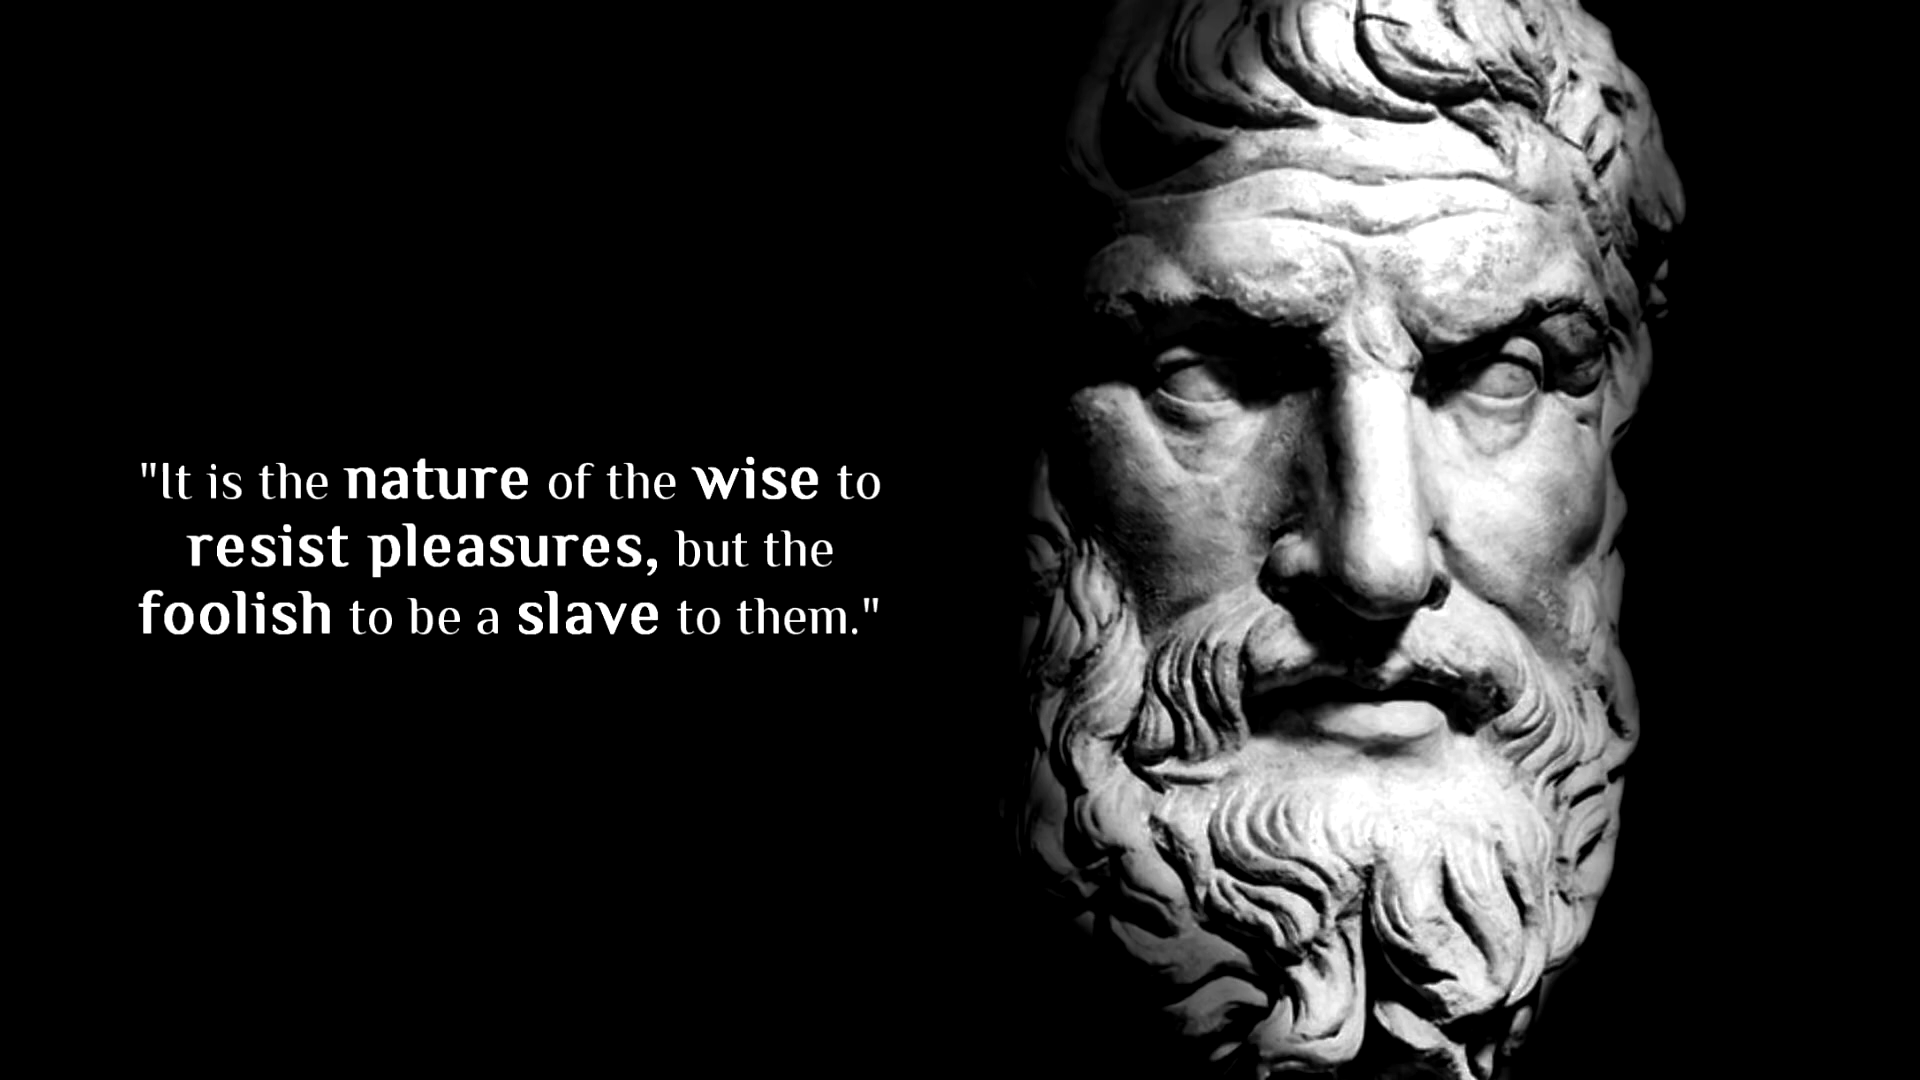 "It is the nature of the wise to
resist pleasures, but the
foolish to be a slave to them."